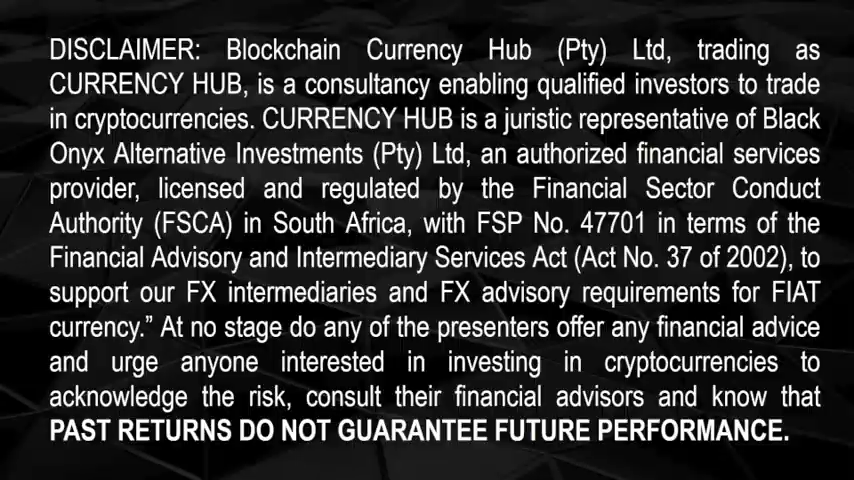 DISCLAIMER: Blockchain Currency Hub (Pty) Ltd, trading as
CURRENCY HUB, is a consultancy enabling qualified investors to trade
in cryptocurrencies. CURRENCY HUB is a juristic representative of Black
Onyx Alternative Investments (Pty) Ltd, an authorized financial services
provider, licensed and regulated by the Financial Sector Conduct
Authority (FSCA) in South Africa, with FSP No. 47701 in terms of the
Financial Advisory and Intermediary Services Act (Act No. 37 of 2002), to
support our FX intermediaries and FX advisory requirements for FIAT
currency.” At no stage do any of the presenters offer any financial advice
and urge anyone interested in investing in cryptocurrencies to
acknowledge the risk, consult their financial advisors and know that
PAST RETURNS DO NOT GUARANTEE FUTURE PERFORMANCE.